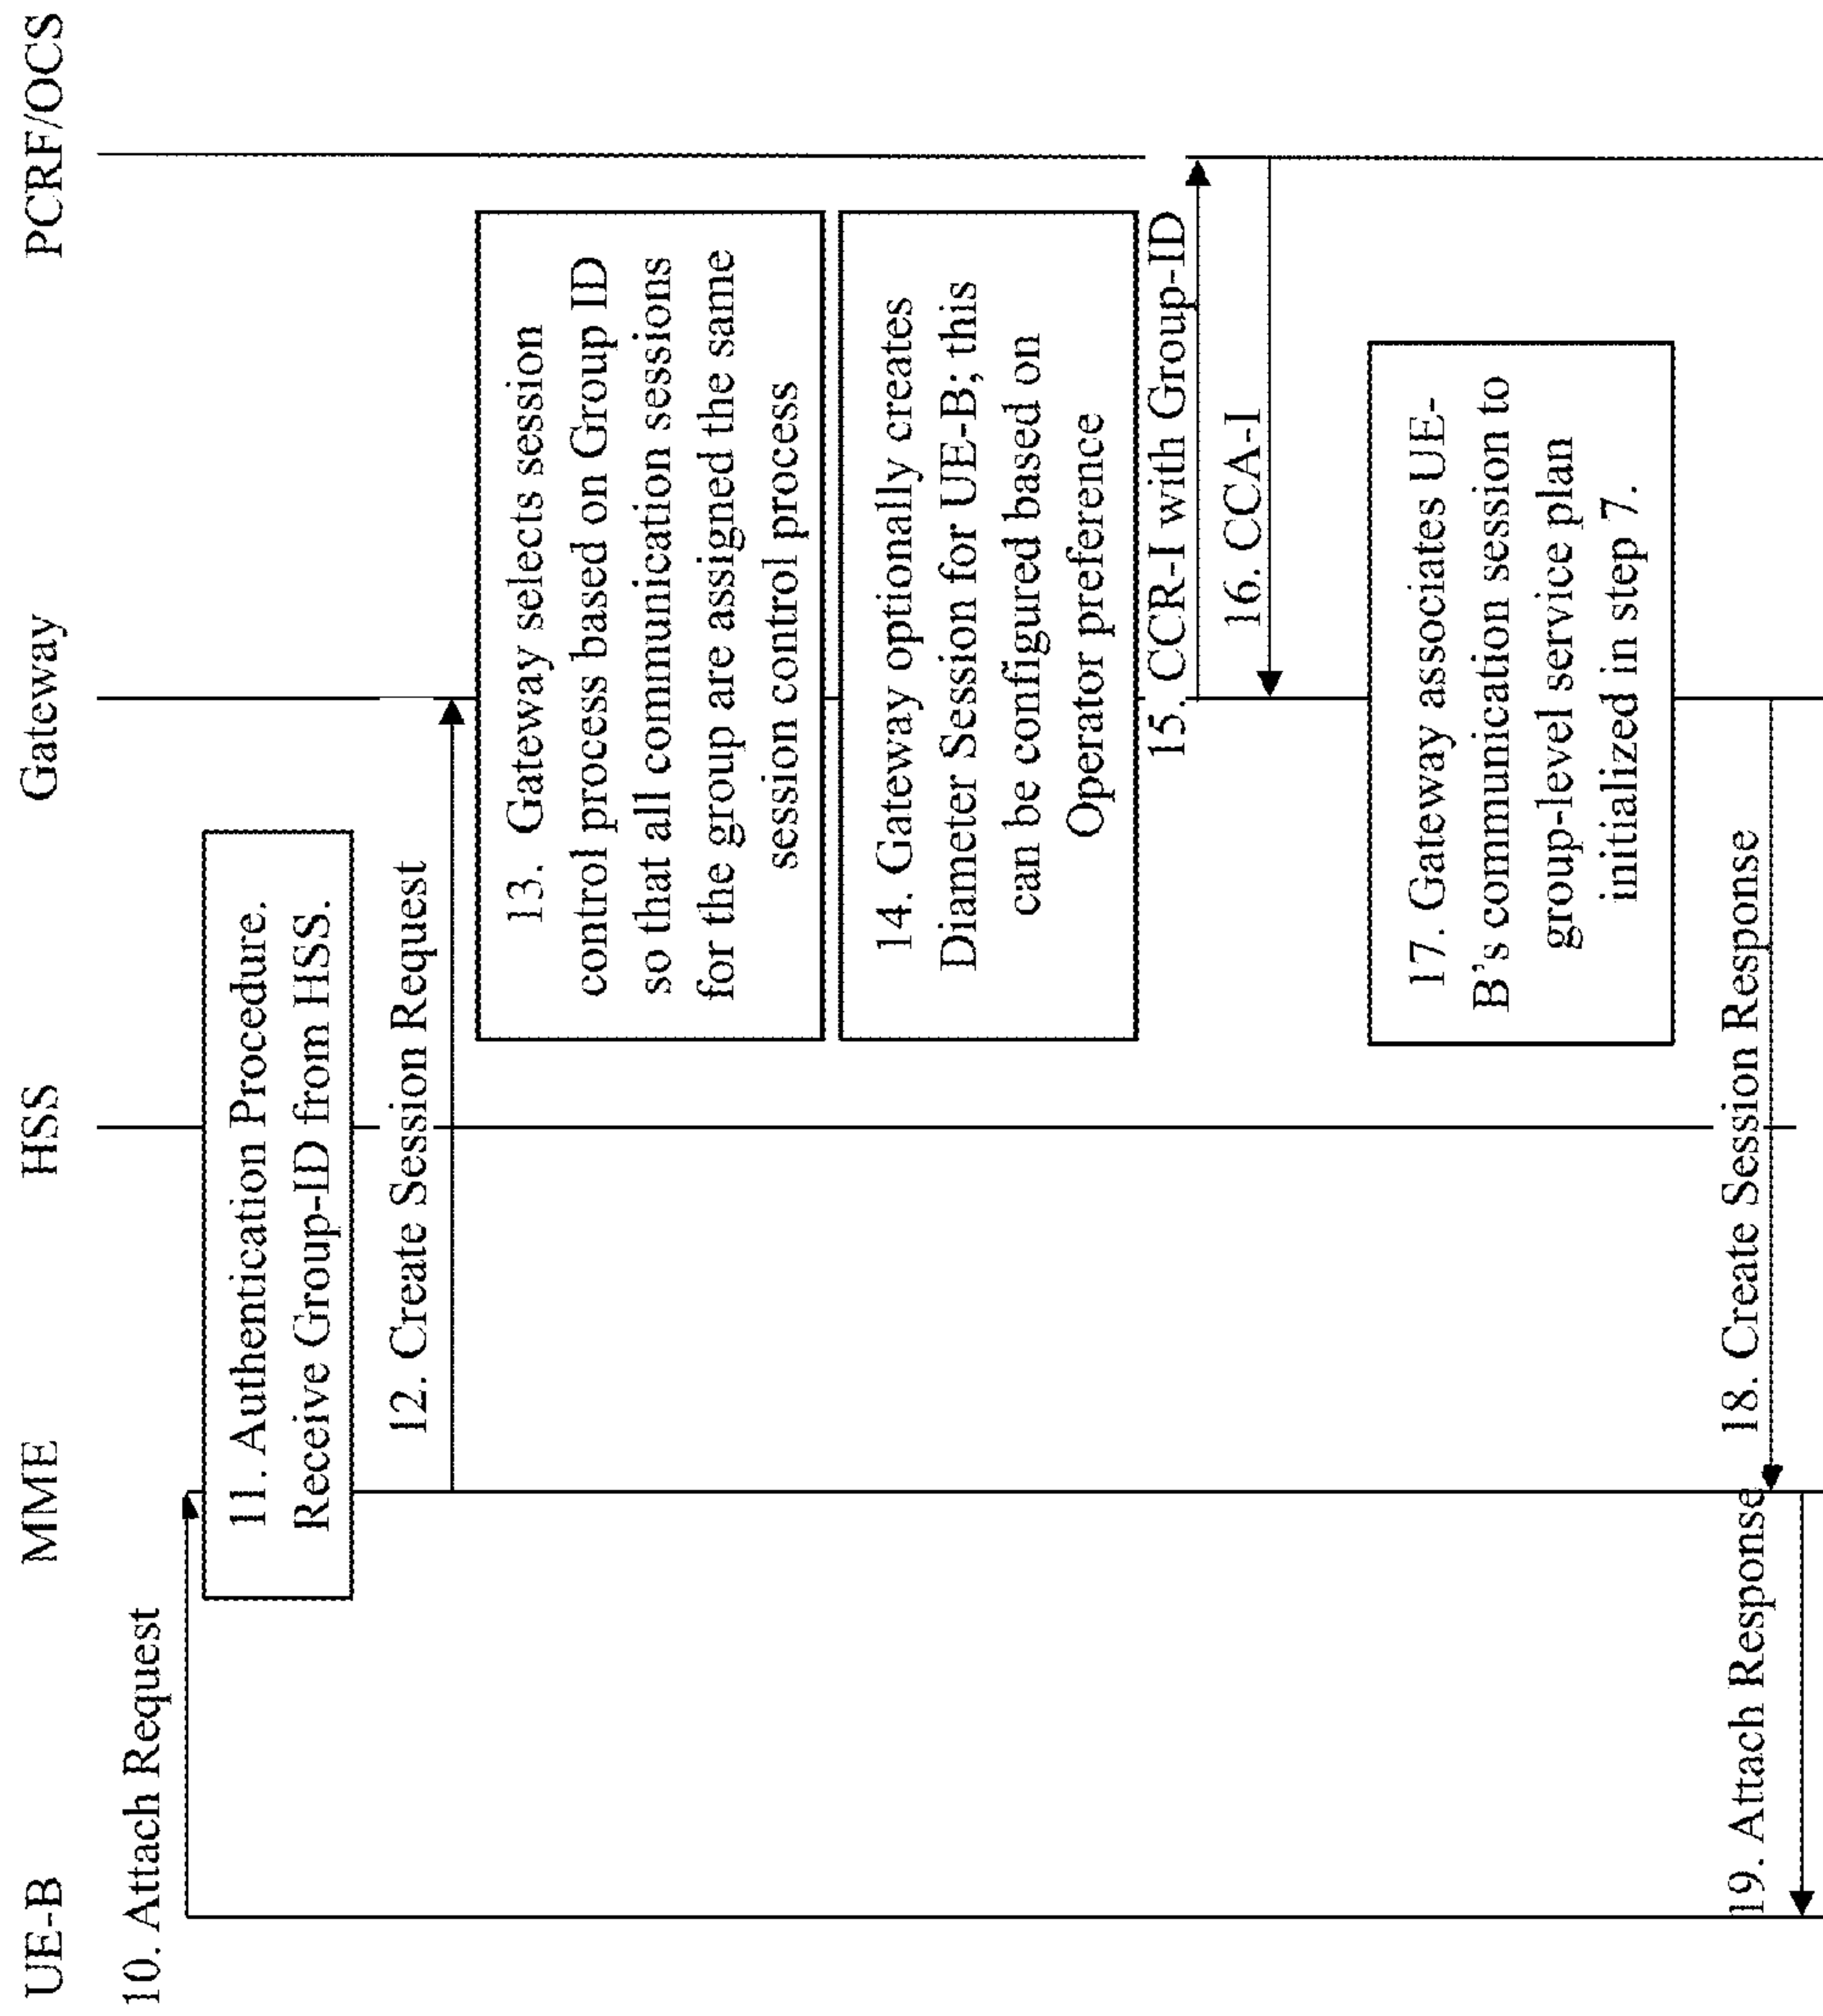 UE-B
MME
HSS
Gateway
PCRF/OCS
10. Attach Request
11. Authentication Procedure.
Receive Group-ID from HSS.
12. Create Session Request
13. Gateway selects session
control process based on Group ID
so that all communication sessions
for the group are assigned the same
session control process
14. Gateway optionally creates
Diameter Session for UE-B; this
can be configured based on
Operator preference
15. CCR-I with Group-ID
16. CCA-I
17. Gateway associates UE-
B's communication session to
group-level service plan
initialized in step 7.
18. Create Session Response
19. Attach Response